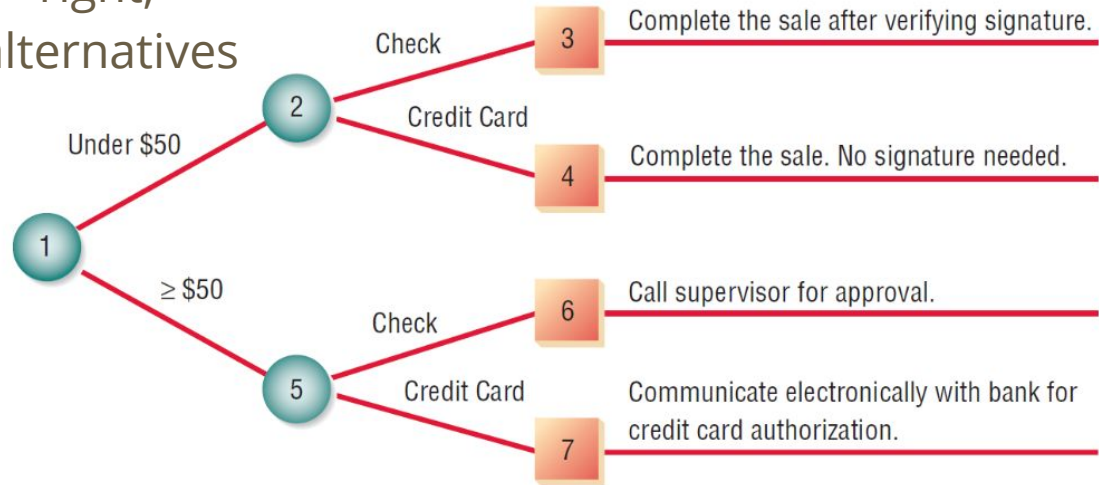 right,
alternatives
Check
3
Complete the sale after verifying signature.
2
Credit Card
Under $50
4
Complete the sale. No signature needed.
1
≥ $50
6
Call supervisor for approval.
Check
5
Credit Card
Communicate electronically with bank for
credit card authorization.
7